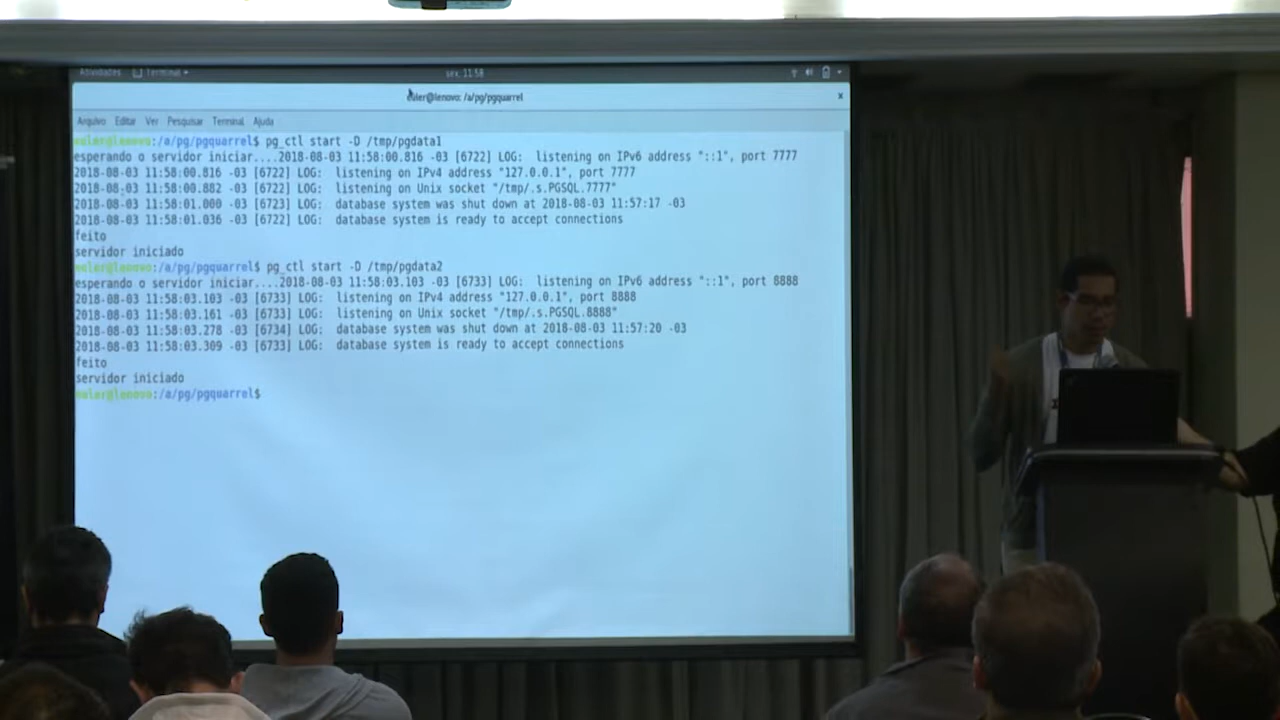 Atividades Terminal sex, 11:58
euler@lenovo: /a/pg/pgquarrel x
Arquivo Editar Ver Pesquisar Terminal Ajuda
euler@lenovo:/a/pg/pgquarrel$ pg_ctl start -D /tmp/pgdata1
esperando o servidor iniciar....2018-08-03 11:58:00.816 -03 [6722] LOG:  listening on IPv6 address "::1", port 7777
2018-08-03 11:58:00.816 -03 [6722] LOG:  listening on IPv4 address "127.0.0.1", port 7777
2018-08-03 11:58:00.882 -03 [6722] LOG:  listening on Unix socket "/tmp/.s.PGSQL.7777"
2018-08-03 11:58:01.000 -03 [6723] LOG:  database system was shut down at 2018-08-03 11:57:17 -03
2018-08-03 11:58:01.036 -03 [6722] LOG:  database system is ready to accept connections
feito
servidor iniciado
euler@lenovo:/a/pg/pgquarrel$ pg_ctl start -D /tmp/pgdata2
esperando o servidor iniciar....2018-08-03 11:58:03.103 -03 [6733] LOG:  listening on IPv6 address "::1", port 8888
2018-08-03 11:58:03.103 -03 [6733] LOG:  listening on IPv4 address "127.0.0.1", port 8888
2018-08-03 11:58:03.161 -03 [6733] LOG:  listening on Unix socket "/tmp/.s.PGSQL.8888"
2018-08-03 11:58:03.278 -03 [6734] LOG:  database system was shut down at 2018-08-03 11:57:20 -03
2018-08-03 11:58:03.309 -03 [6733] LOG:  database system is ready to accept connections
feito
servidor iniciado
euler@lenovo:/a/pg/pgquarrel$